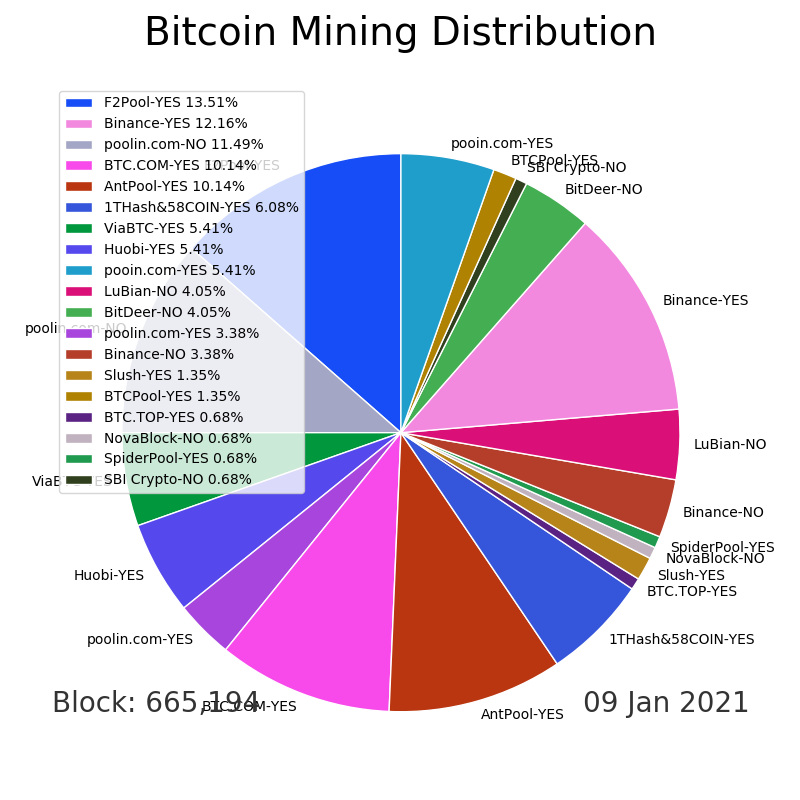 Bitcoin Mining Distribution
F2Pool-YES 13.51%
Binance-YES 12.16%
poolin.com-NO 11.49%
BTC.COM-YES 10.14%
AntPool-YES 10.14%
1THash&58COIN-YES 6.08%
ViaBTC-YES 5.41%
Huobi-YES 5.41%
pooin.com-YES 5.41%
LuBian-NO 4.05%
BitDeer-NO 4.05%
poolin.com-YES 3.38%
Binance-NO 3.38%
Slush-YES 1.35%
BTCPool-YES 1.35%
BTC.TOP-YES 0.68%
NovaBlock-NO 0.68%
SpiderPool-YES 0.68%
SBI Crypto-NO 0.68%
pooin.com-YES
BTCPool-YES
SBI Crypto-NO
BitDeer-NO
Binance-YES
LuBian-NO
Binance-NO
SpiderPool-YES
NovaBlock-NO
Slush-YES
BTC.TOP-YES
1THash&58COIN-YES
AntPool-YES
BTC.COM-YES
poolin.com-YES
Huobi-YES
poolin.com-NO
Block: 665,194
09 Jan 2021